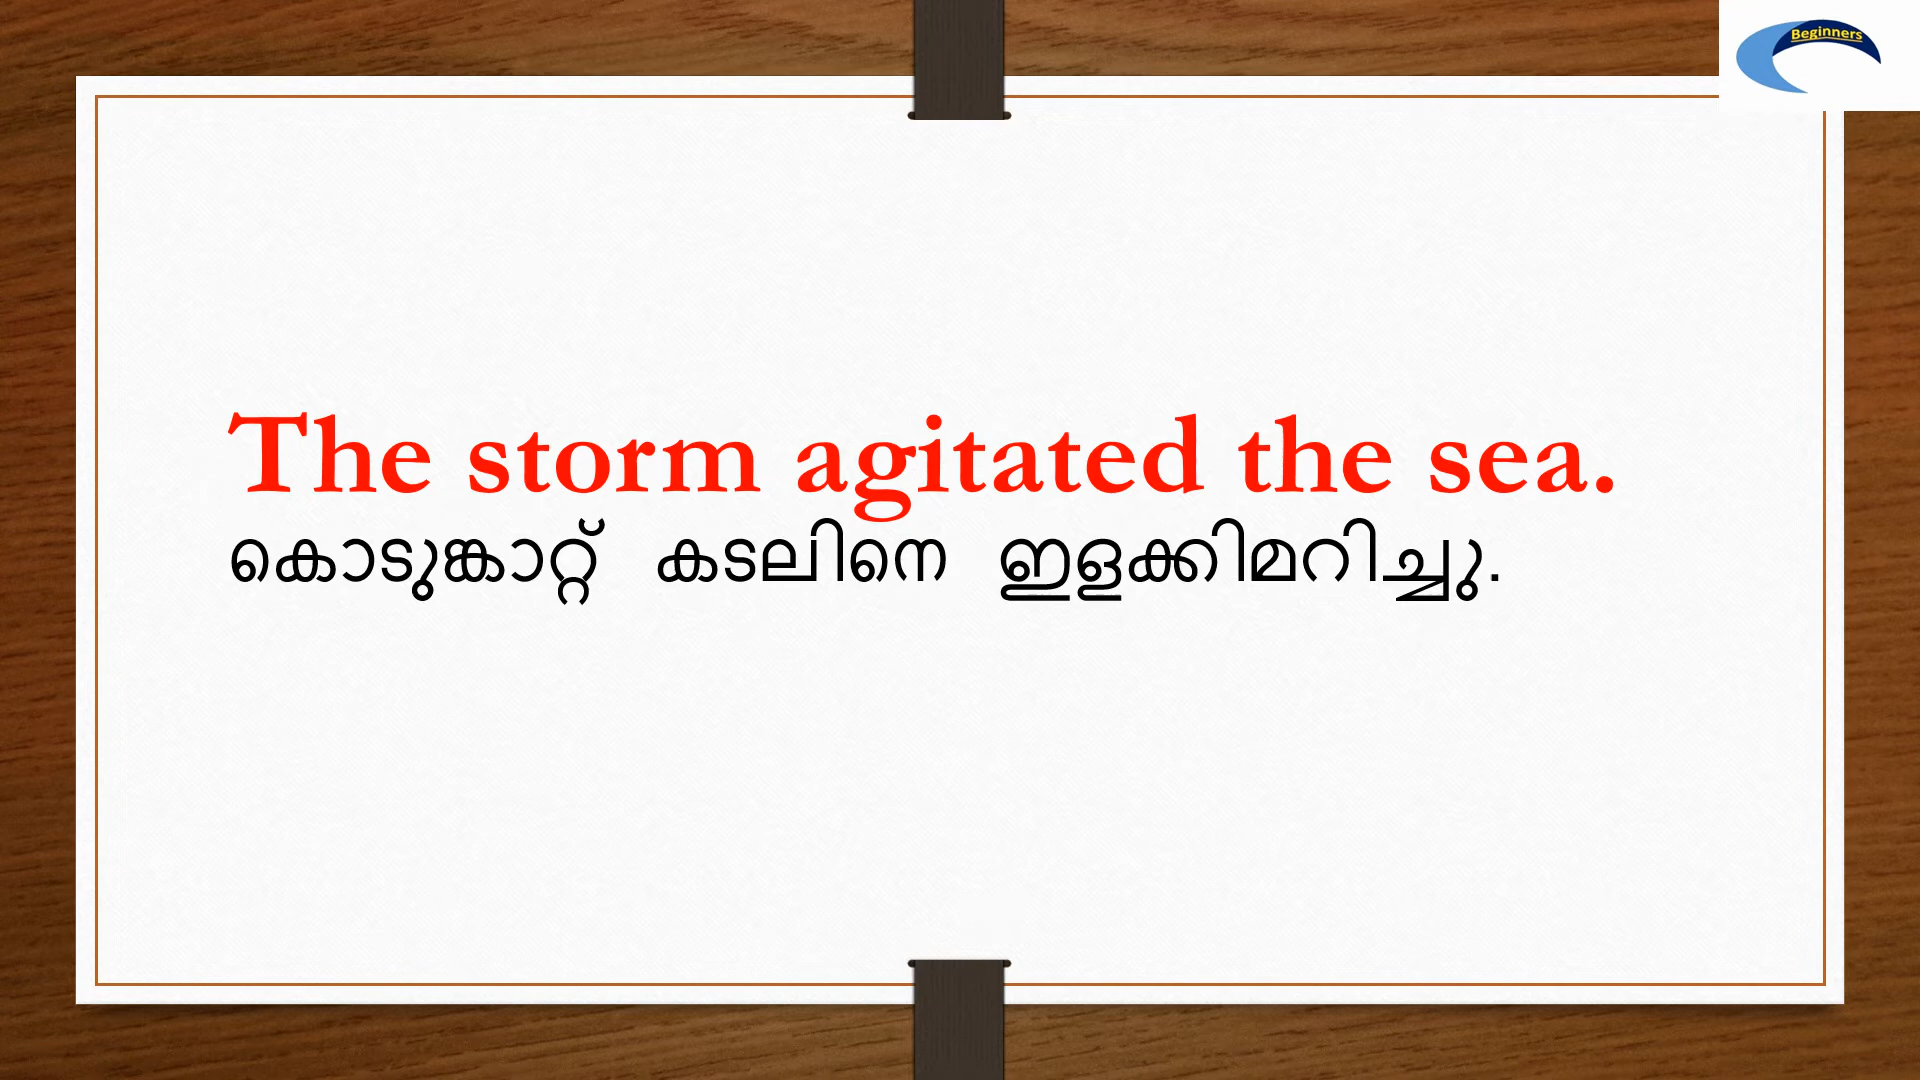 Beginners
The storm agitated the sea.
കൊടുങ്കാറ്റ് കടലിനെ ഇളക്കിമറിച്ചു.